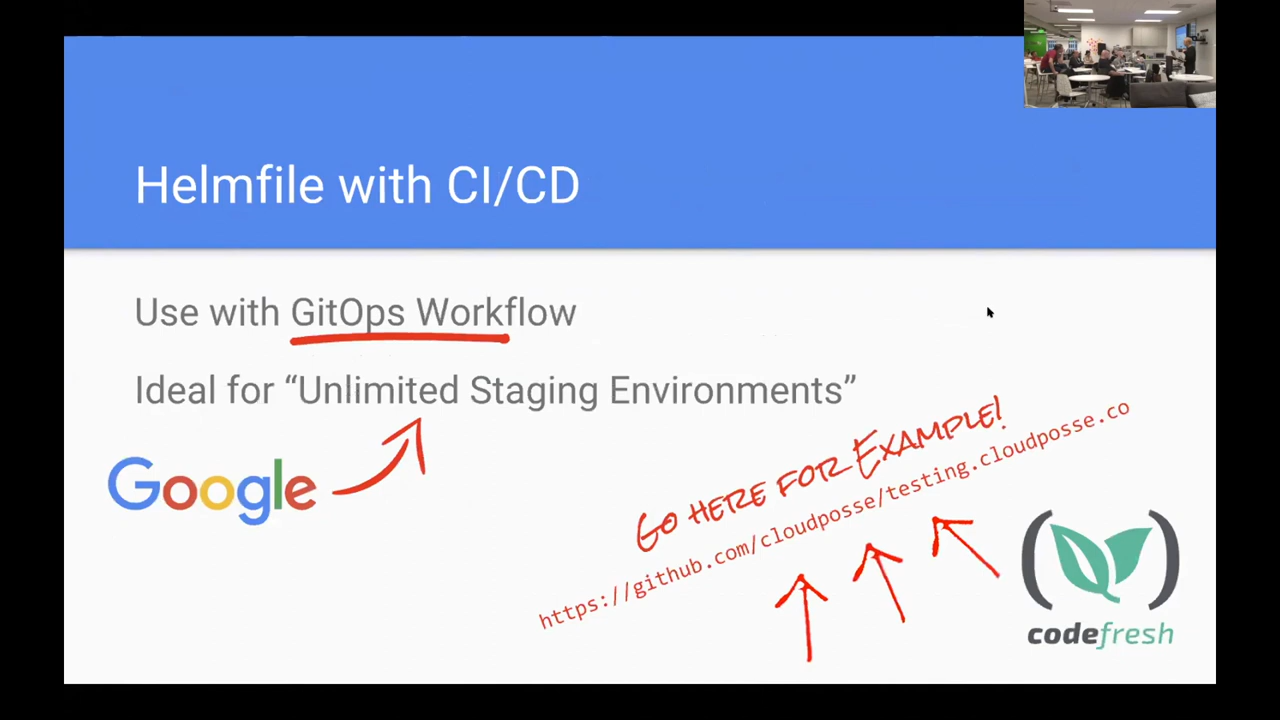 Helmfile with CI/CD
Use with GitOps Workflow
Ideal for “Unlimited Staging Environments”
Google
Go here for Example!
https://github.com/cloudposse/testing.cloudposse.co
codefresh